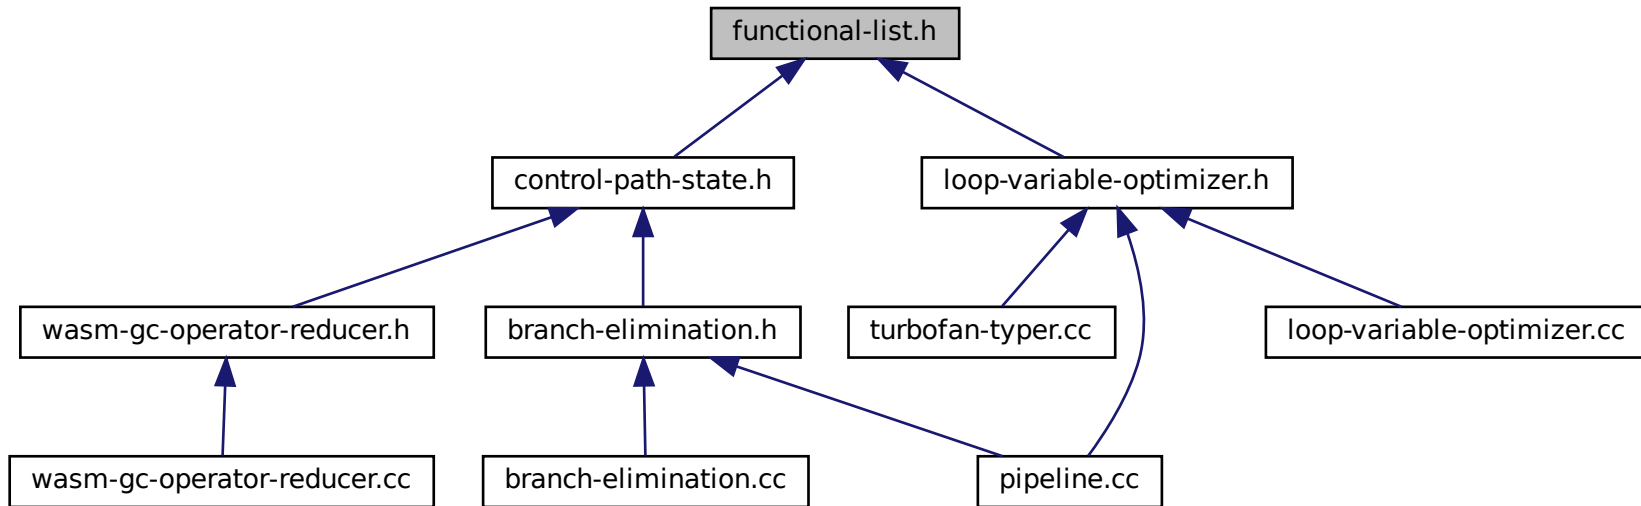 functional-list.h
control-path-state.h
loop-variable-optimizer.h
wasm-gc-operator-reducer.h
branch-elimination.h
turbofan-typer.cc
loop-variable-optimizer.cc
wasm-gc-operator-reducer.cc
branch-elimination.cc
pipeline.cc